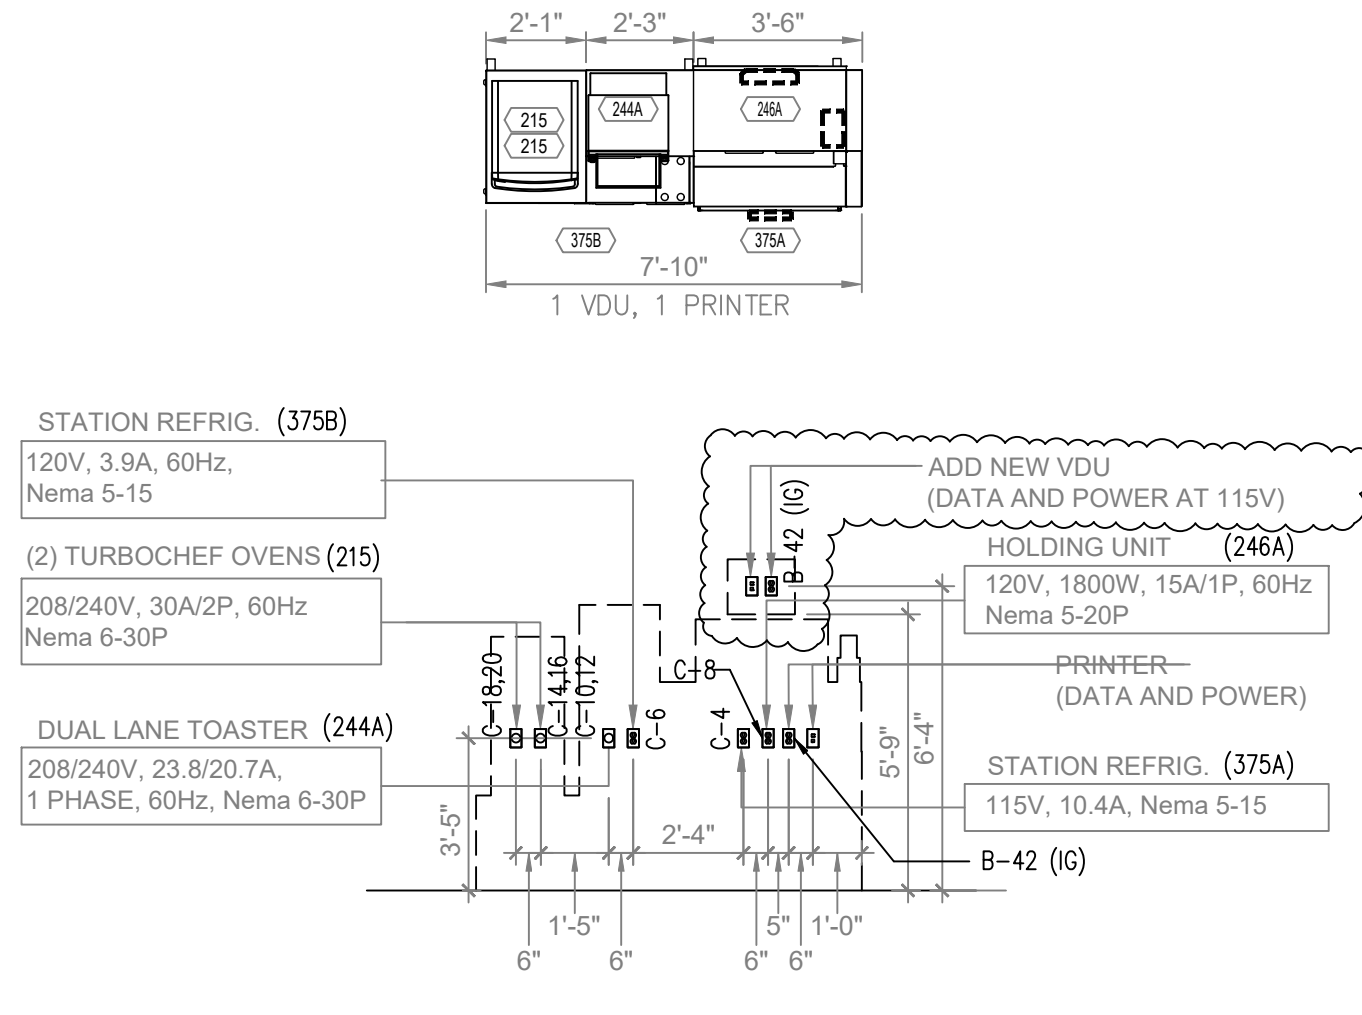 2'-1" 2'-3" 3'-6"
215 244A 246A
215
375B 375A
7'-10"
1 VDU, 1 PRINTER
STATION REFRIG. (375B)
120V, 3.9A, 60Hz,
Nema 5-15
ADD NEW VDU
(DATA AND POWER AT 115V)
B-42 (IG)
(2) TURBOCHEF OVENS (215)
208/240V, 30A/2P, 60Hz
Nema 6-30P
HOLDING UNIT (246A)
120V, 1800W, 15A/1P, 60Hz
Nema 5-20P
C-18,20
C-14,16
C-10,12
C-8
PRINTER
(DATA AND POWER)
DUAL LANE TOASTER (244A)
208/240V, 23.8/20.7A,
1 PHASE, 60Hz, Nema 6-30P
C-6
C-4
5'-9"
6'-4"
STATION REFRIG. (375A)
115V, 10.4A, Nema 5-15
3'-5"
2'-4"
B-42 (IG)
1'-5" 5" 1'-0"
6" 6" 6" 6"